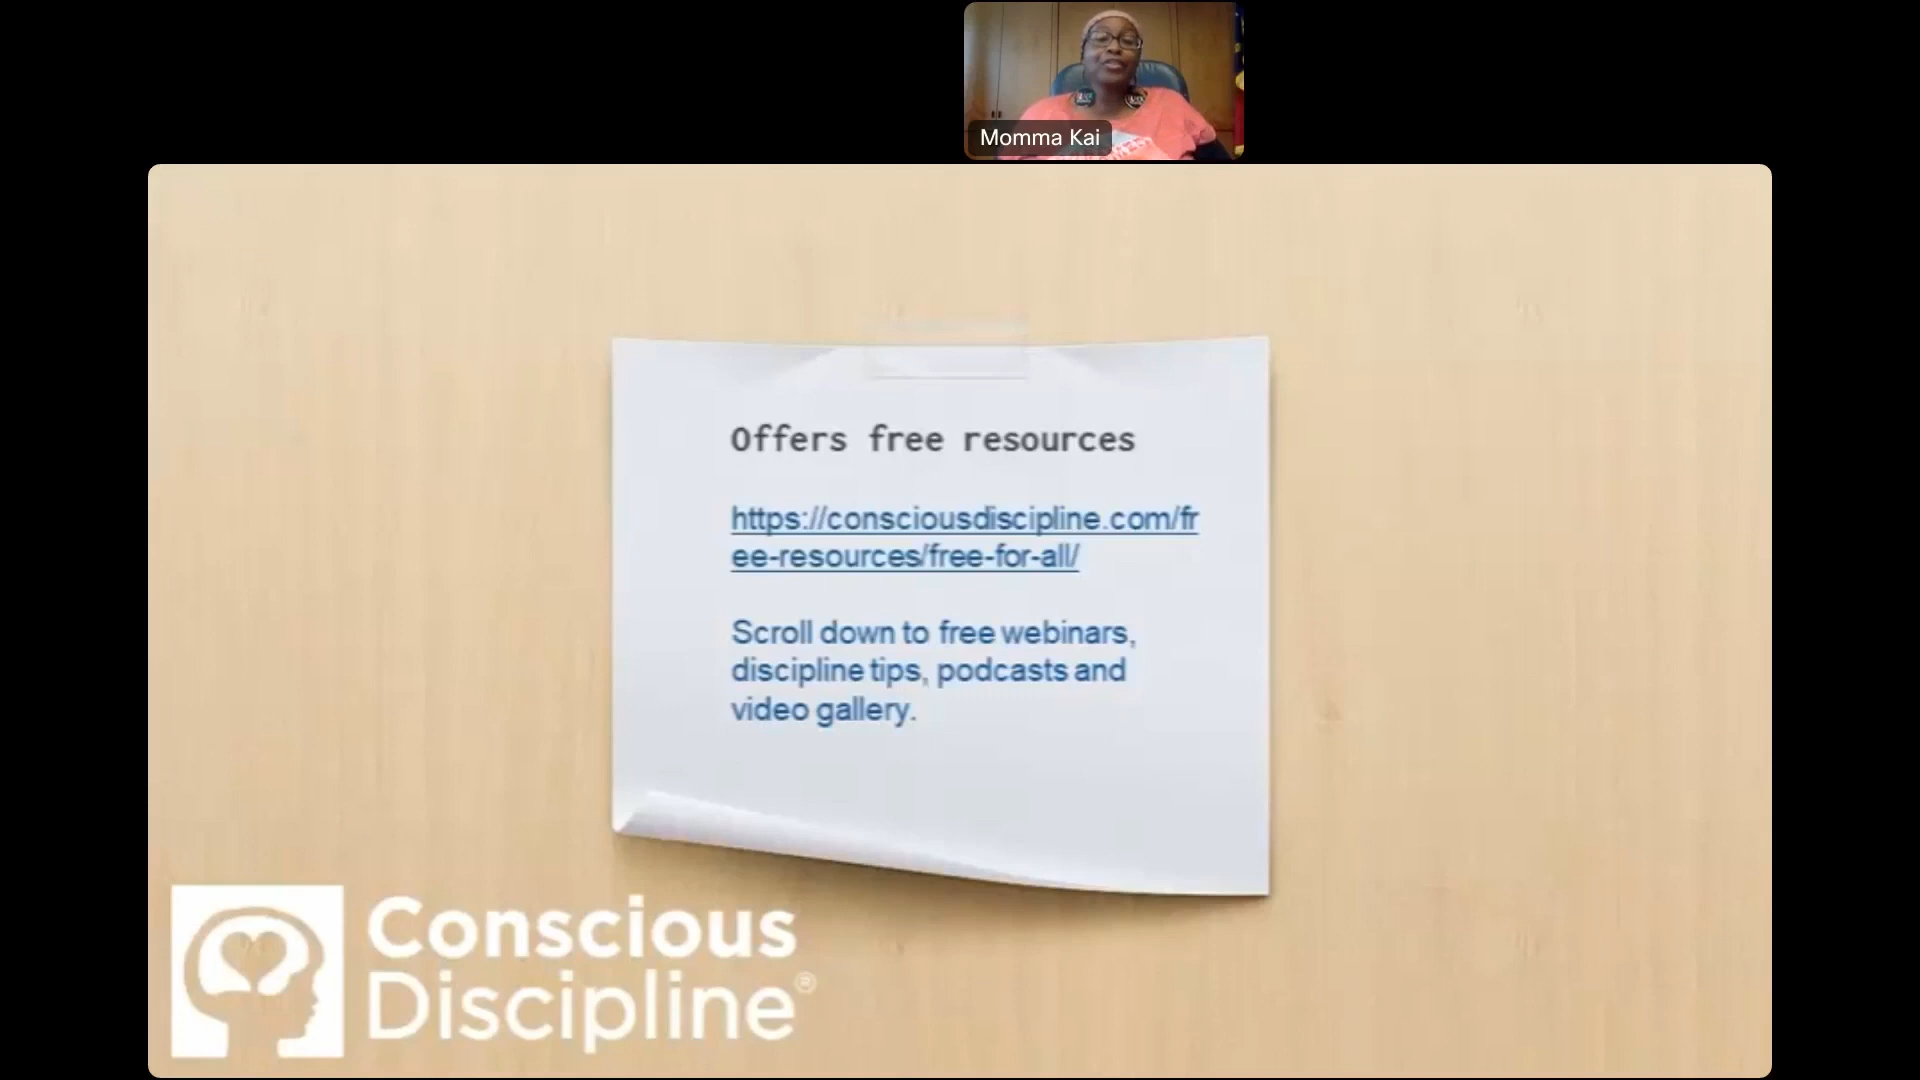 Momma Kai
Offers free resources
https://consciousdiscipline.com/fr
ee-resources/free-for-all/
Scroll down to free webinars,
discipline tips, podcasts and
video gallery.
Conscious
Discipline®